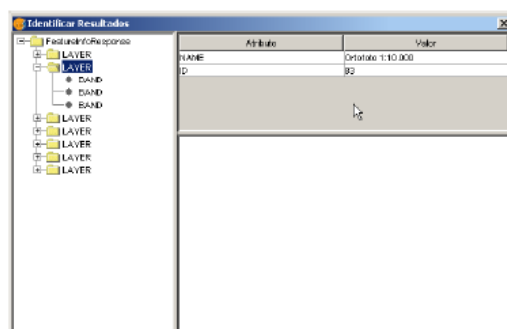 Identificar Resultados
FeatureInfoResponse
LAYER
LAYER
BAND
BAND
BAND
LAYER
LAYER
LAYER
LAYER
LAYER
Atributo Valor
NAME Ortofoto 1:10.000
ID 83